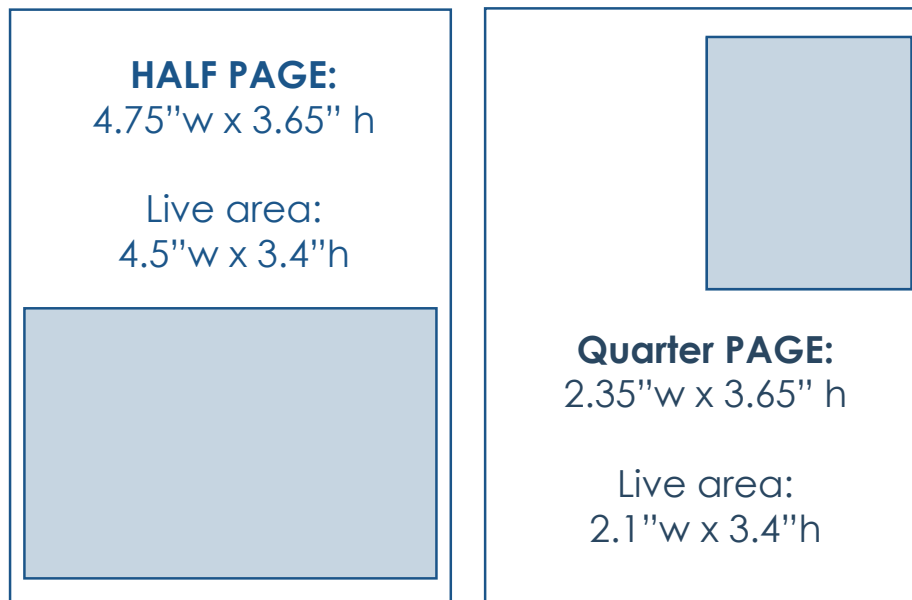 HALF PAGE:
4.75”w x 3.65” h
Live area:
4.5”w x 3.4”h
Quarter PAGE:
2.35”w x 3.65” h
Live area:
2.1”w x 3.4”h